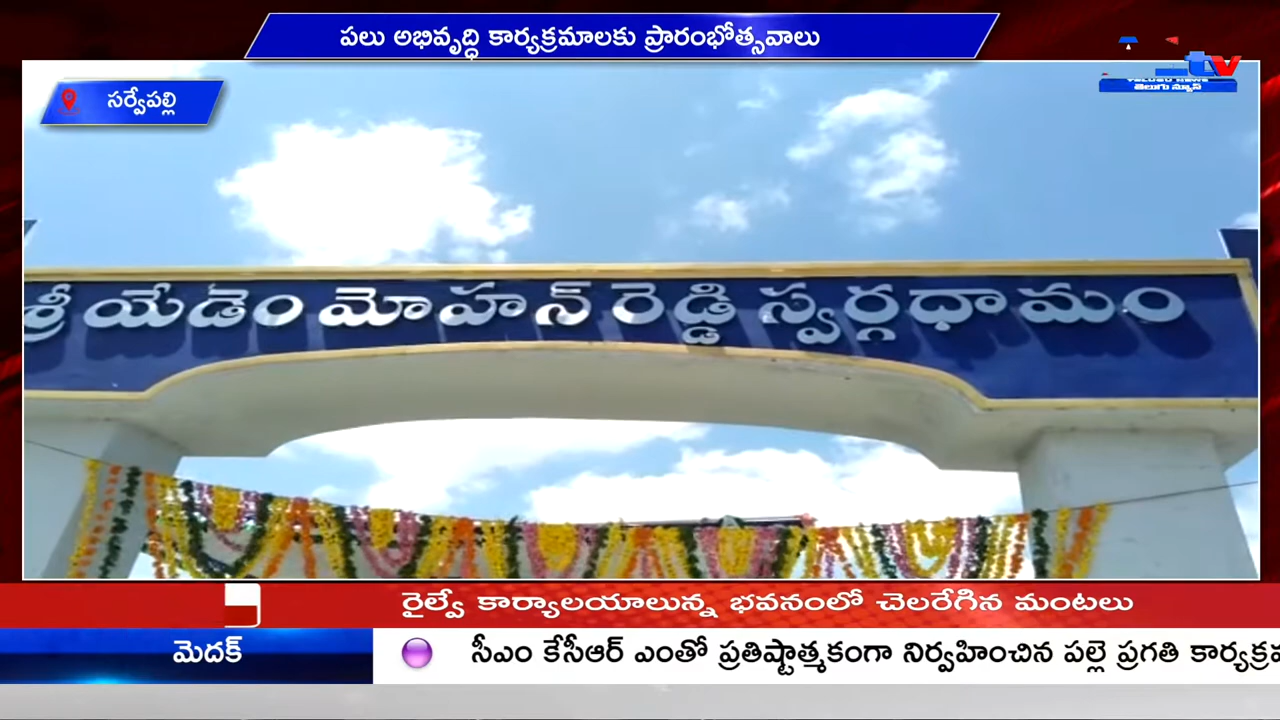 పలు అభివృద్ధి కార్యక్రమాలకు ప్రారంభోత్సవాలు
సర్వేపల్లి
tv
తెలుగు న్యూస్
శ్రీ యేడెం మోహన్ రెడ్డి స్వర్గధామం
రైల్వే కార్యాలయాలున్న భవనంలో చెలరేగిన మంటలు
మెదక్
సీఎం కేసీఆర్ ఎంతో ప్రతిష్టాత్మకంగా నిర్వహించిన పల్లె ప్రగతి